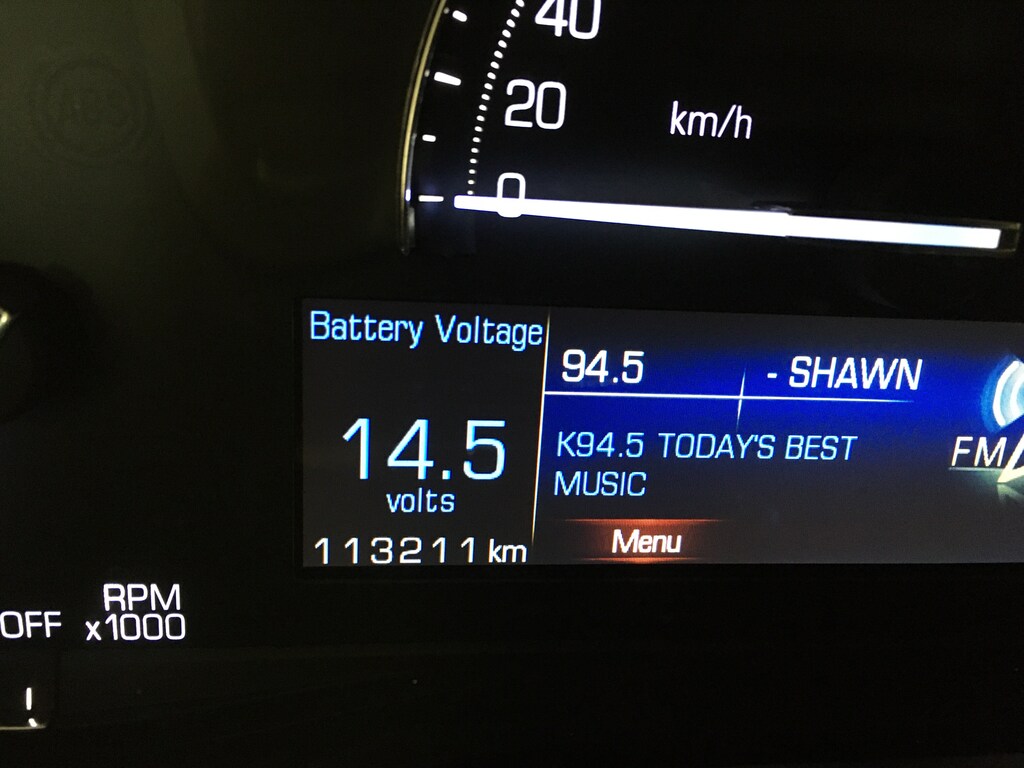 40
20
km/h
0
Battery Voltage
94.5 - SHAWN
14.5
volts
K94.5 TODAY'S BEST
MUSIC
FM
113211 km
Menu
RPM
OFF x1000
ABS